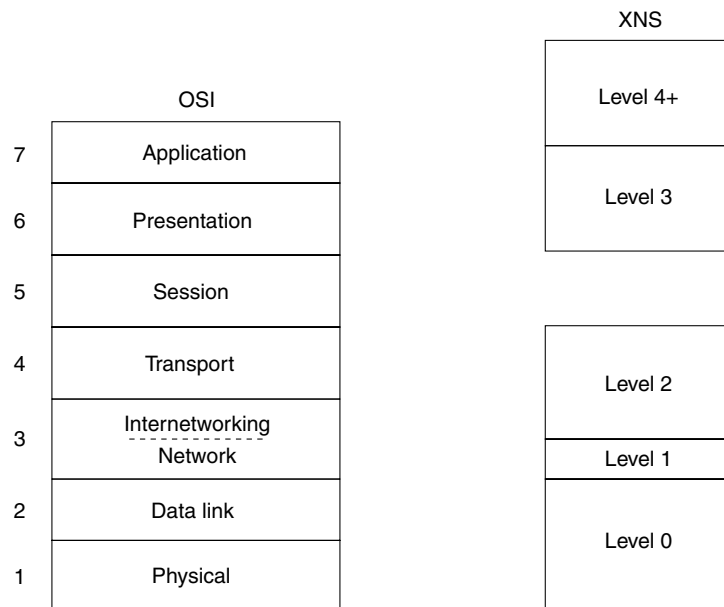 XNS
OSI
Level 4+
7 Application
Level 3
6 Presentation
5 Session
4 Transport
Level 2
3 Internetworking
Network
Level 1
2 Data link
Level 0
1 Physical